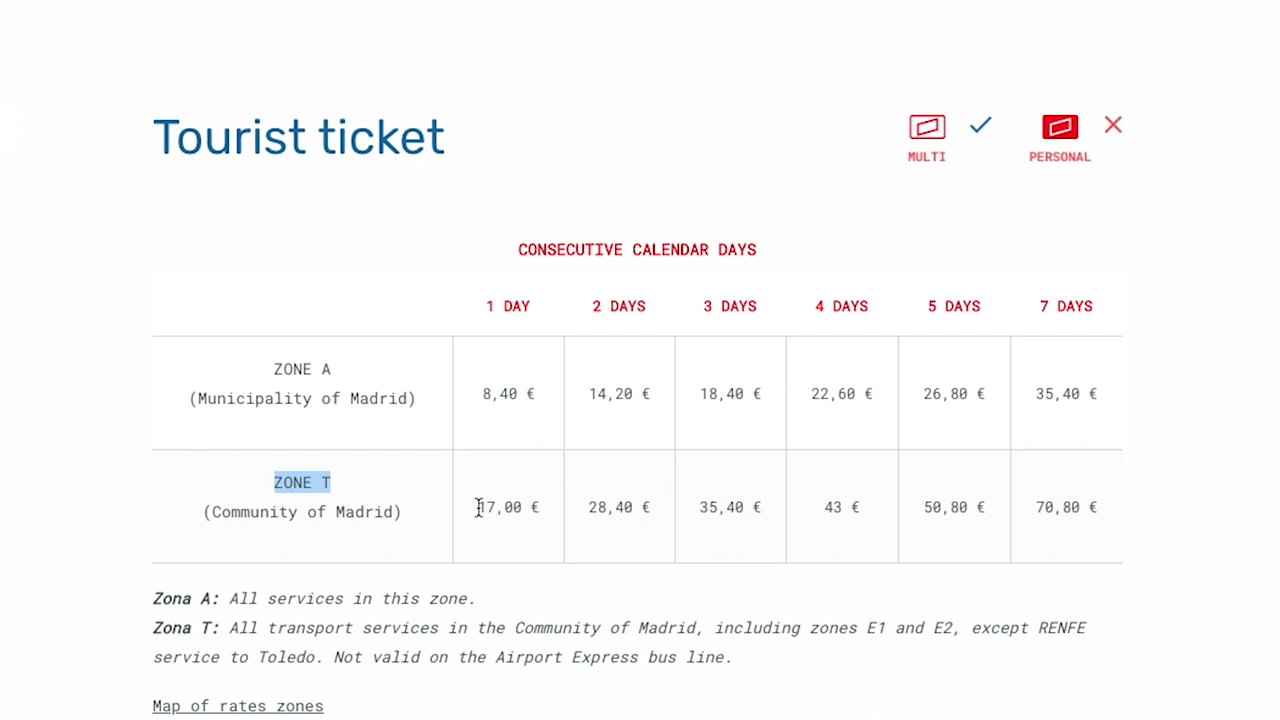 Tourist ticket
MULTI
PERSONAL
CONSECUTIVE CALENDAR DAYS
1 DAY 2 DAYS 3 DAYS 4 DAYS 5 DAYS 7 DAYS
ZONE A
(Municipality of Madrid)
8,40 € 14,20 € 18,40 € 22,60 € 26,80 € 35,40 €
ZONE T
(Community of Madrid)
17,00 € 28,40 € 35,40 € 43 € 50,80 € 70,80 €
Zona A: All services in this zone.
Zona T: All transport services in the Community of Madrid, including zones E1 and E2, except RENFE
service to Toledo. Not valid on the Airport Express bus line.
Map of rates zones